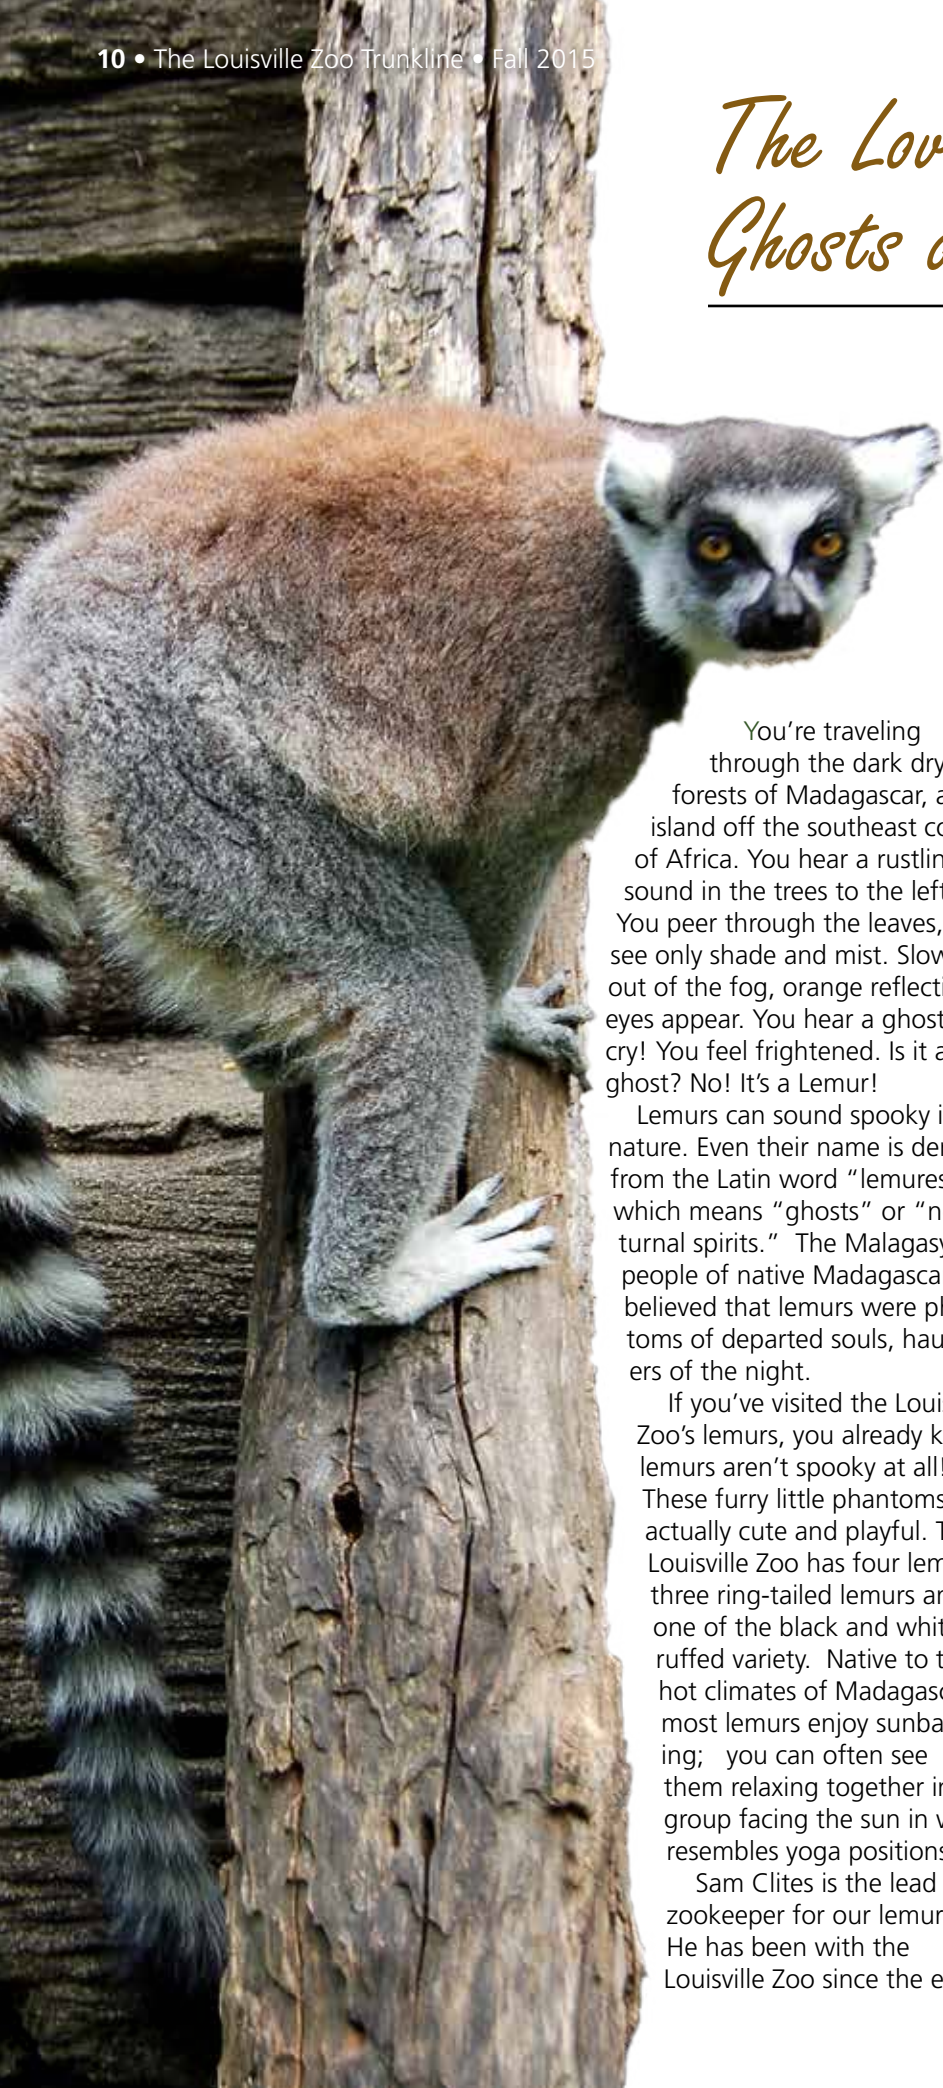 10 • The Louisville Zoo Trunkline • Fall 2015
The Lov
Ghosts
You're traveling
through the dark dry
forests of Madagascar, a
island off the southeast co
of Africa. You hear a rustlin
sound in the trees to the left
You peer through the leaves,
see only shade and mist. Slow
out of the fog, orange reflecti
eyes appear. You hear a ghost
cry! You feel frightened. Is it a
ghost? No! It's a Lemur!
Lemurs can sound spooky i
nature. Even their name is der
from the Latin word “lemures
which means “ghosts” or “n
turnal spirits.” The Malagasy
people of native Madagasca
believed that lemurs were ph
toms of departed souls, hau
ers of the night.
If you've visited the Louis
Zoo's lemurs, you already k
lemurs aren't spooky at all!
These furry little phantoms
actually cute and playful. T
Louisville Zoo has four lem
three ring-tailed lemurs an
one of the black and whit
ruffed variety. Native to t
hot climates of Madagasc
most lemurs enjoy sunba
ing; you can often see
them relaxing together in
group facing the sun in w
resembles yoga positions
Sam Clites is the lead
zookeeper for our lemur
He has been with the
Louisville Zoo since the e